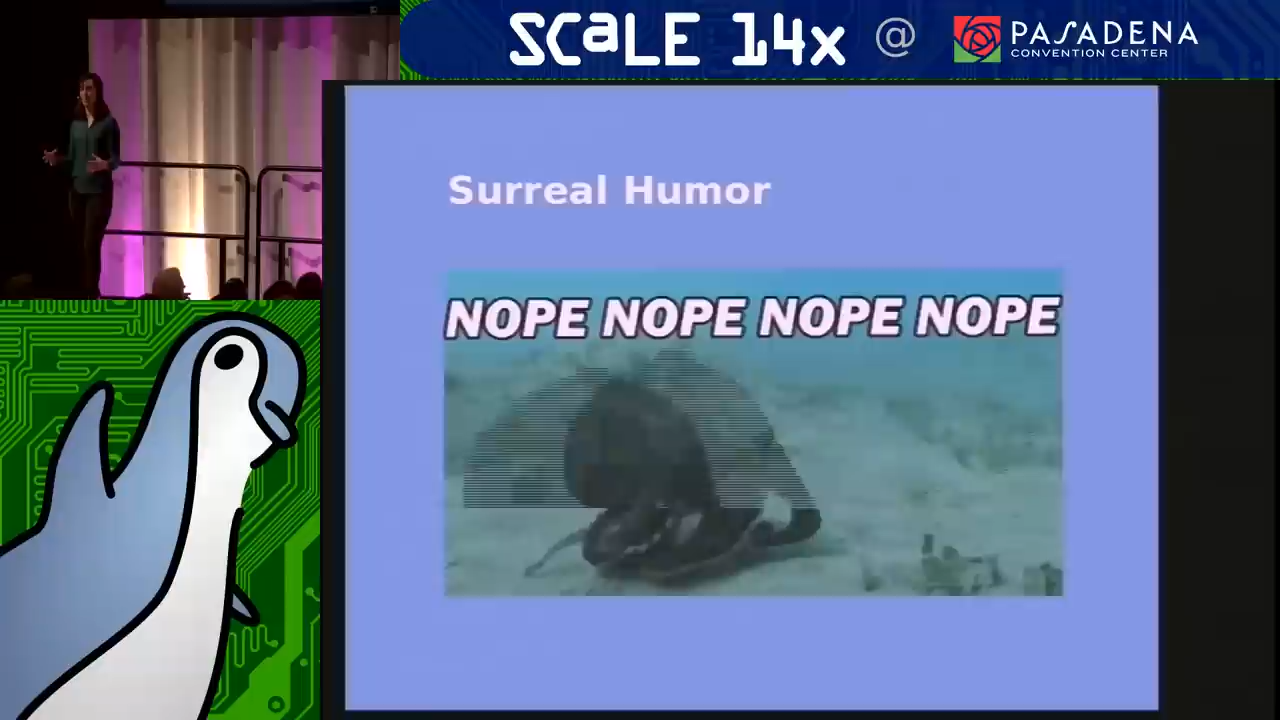 SCaLE 14x @ PASADENA
CONVENTION CENTER
Surreal Humor
NOPE NOPE NOPE NOPE